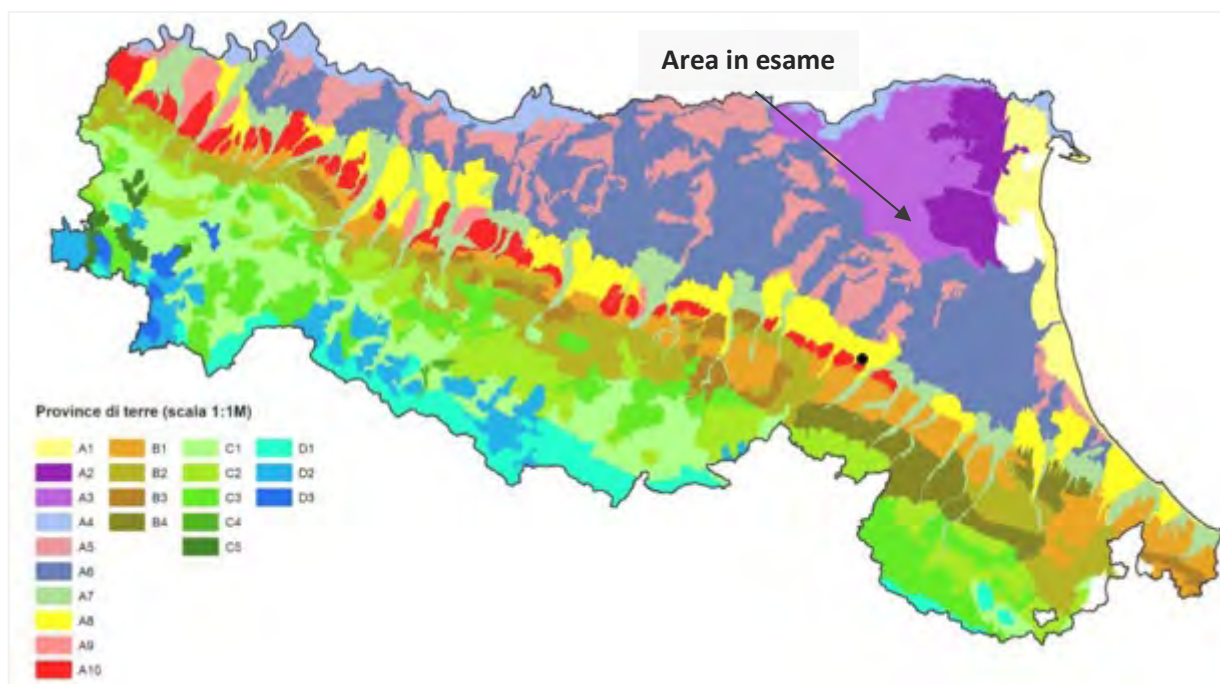 Area in esame
Province di terre (scala 1:1M)
A1 B1 C1 D1
A2 B2 C2 D2
A3 B3 C3 D3
A4 B4 C4
A5 C5
A6
A7
A8
A9
A10